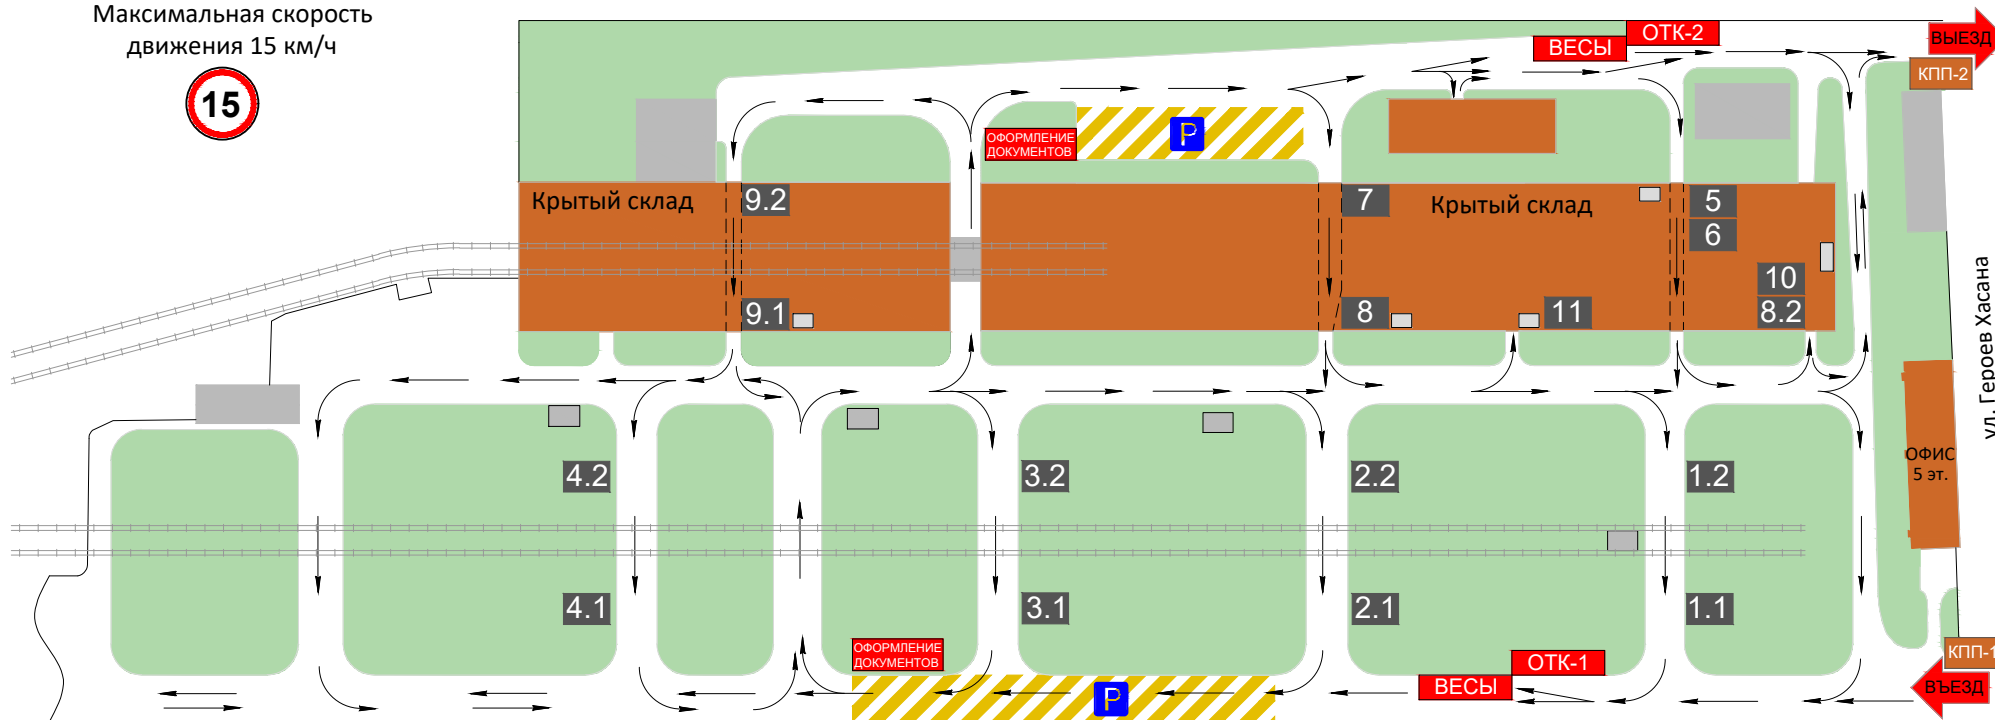 Максимальная скорость
движения 15 км/ч
15
ОТК-2
ВЕСЫ
ВЫЕЗД
КПП-2
ОФОРМЛЕНИЕ
ДОКУМЕНТОВ
P
Крытый склад
9.2
7
Крытый склад
5
6
10
9.1
8
11
8.2
ул. Героев Хасана
4.2
3.2
2.2
1.2
ОФИС
5 эт.
4.1
3.1
2.1
1.1
ОФОРМЛЕНИЕ
ДОКУМЕНТОВ
P
ОТК-1
ВЕСЫ
КПП-1
ВЪЕЗД